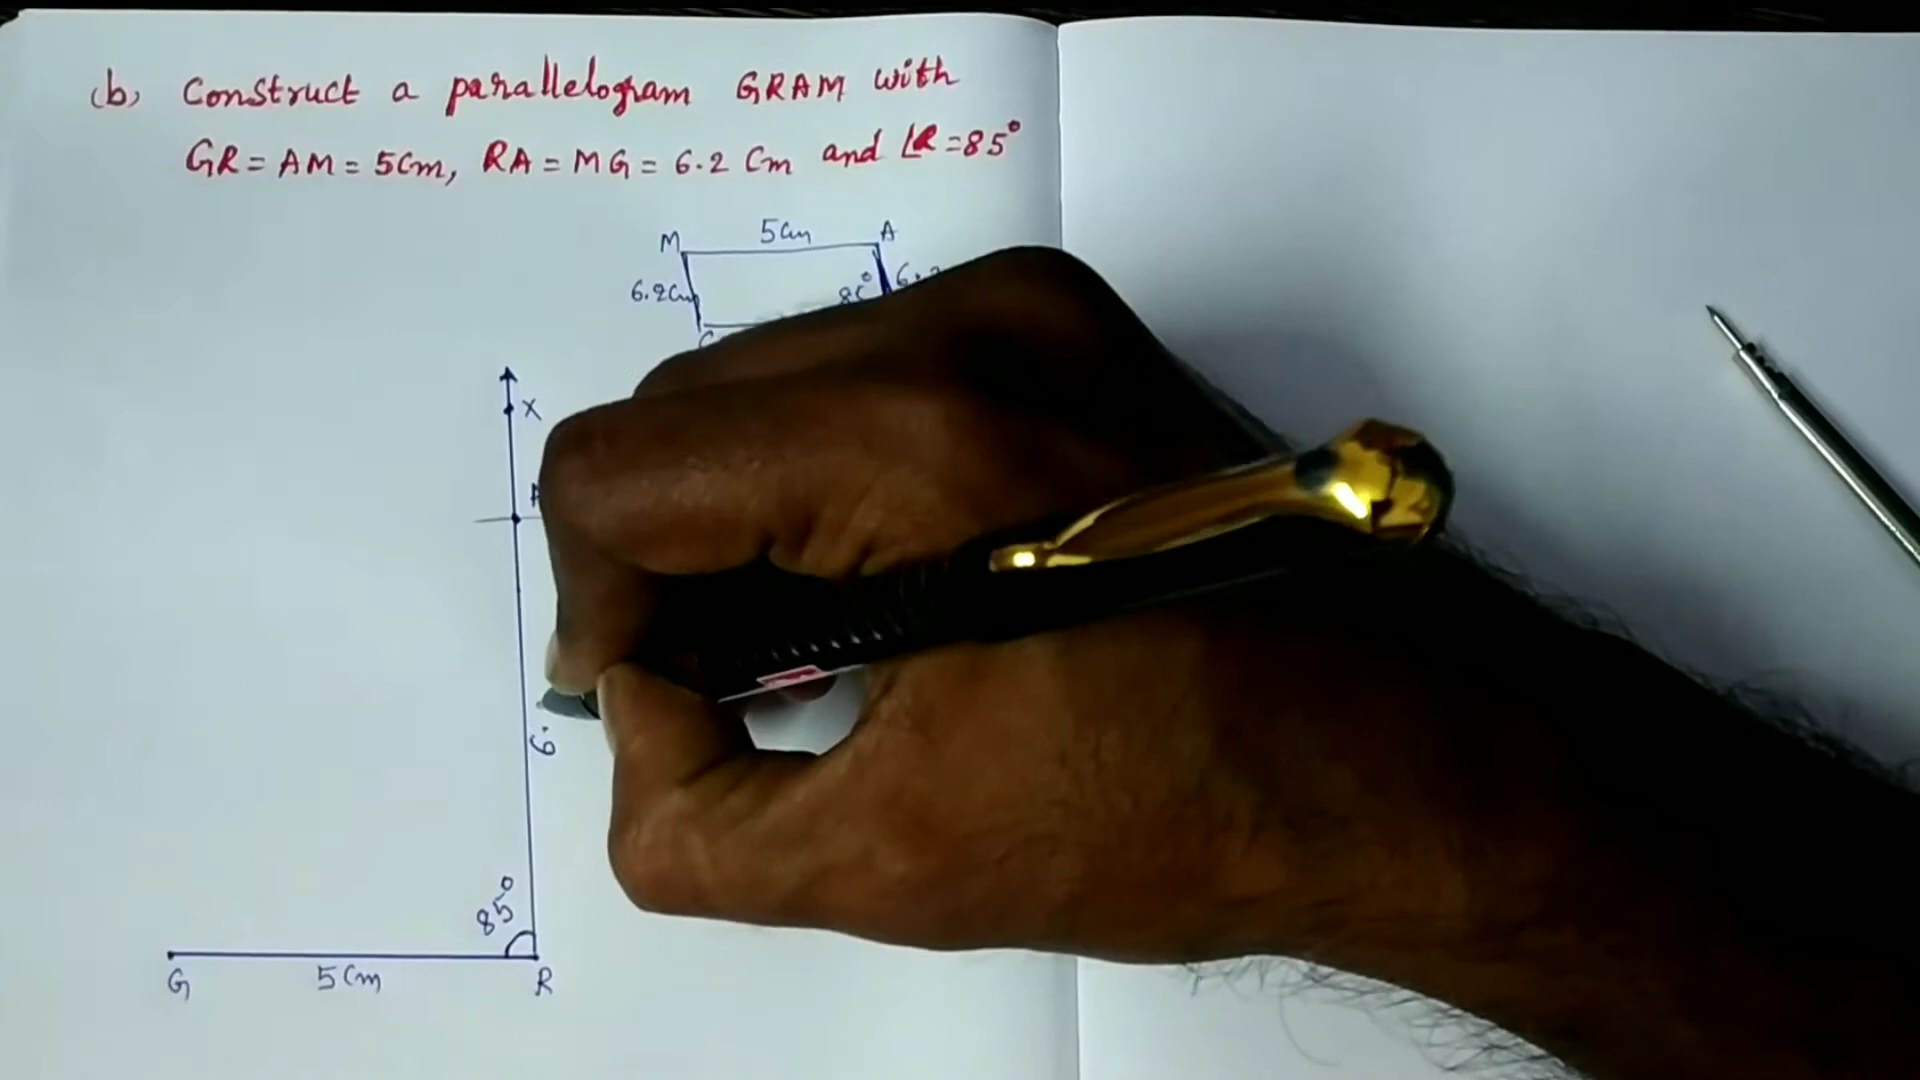 (b) Construct a parallelogram GRAM with
GR = AM = 5cm, RA = MG = 6.2 cm and ∠R = 85°
M 5cm A
6.2cm
X
A
6.
85°
G 5cm R